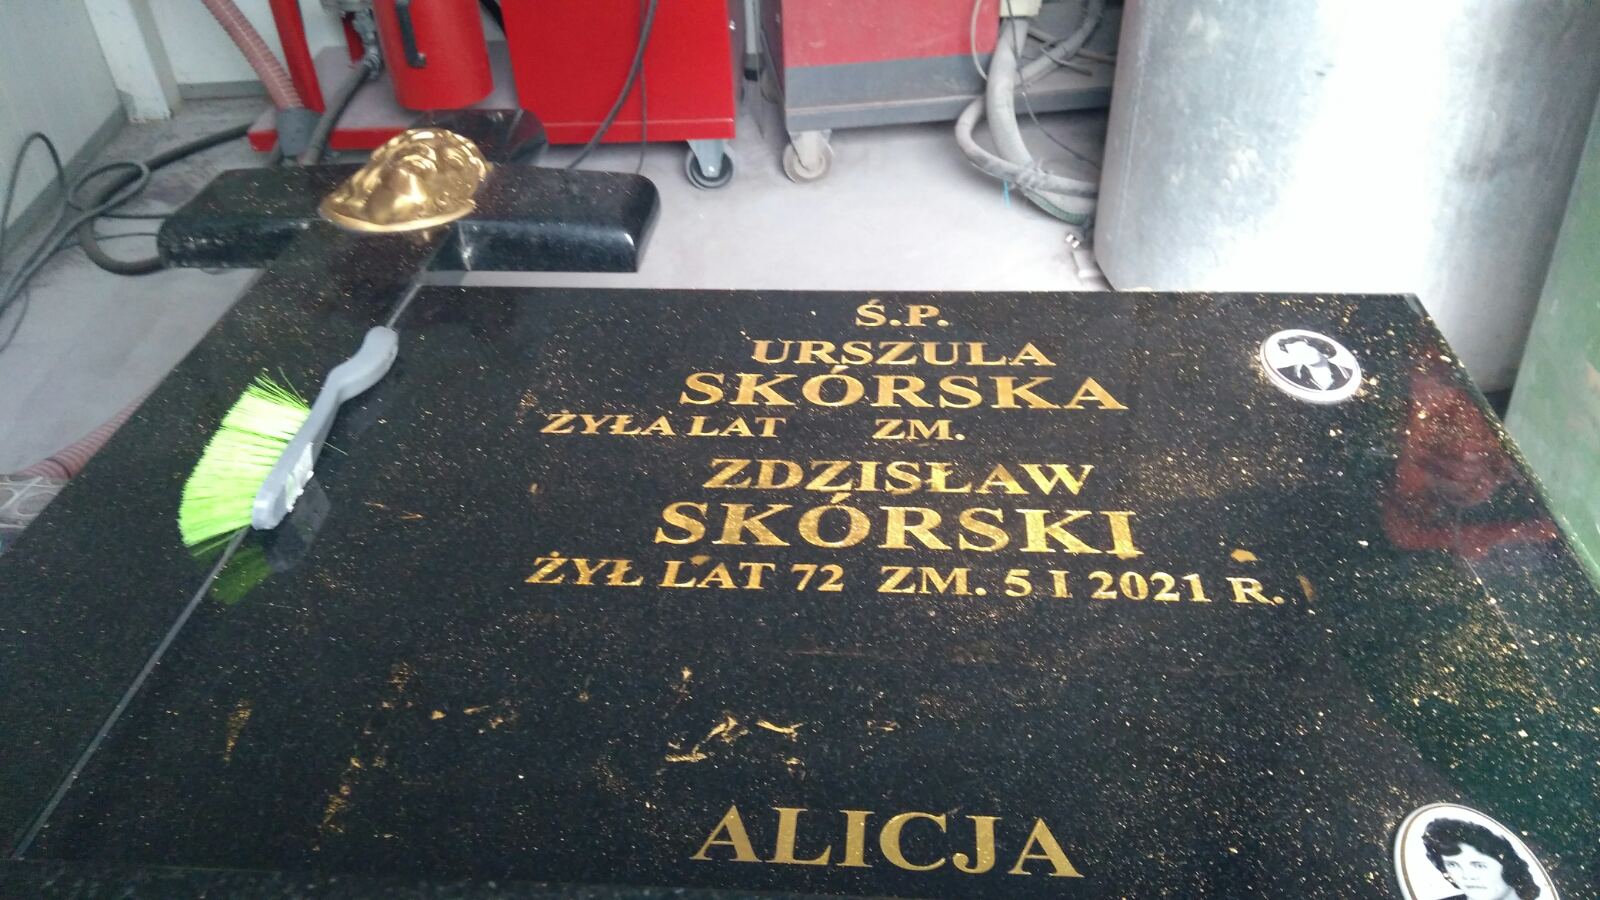 Ś.P.
URSZULA
SKÓRSKA
ŻYŁA LAT ZM.
ZDZISŁAW
SKÓRSKI
ŻYŁ LAT 72 ZM. 5 I 2021 R.
ALICJA